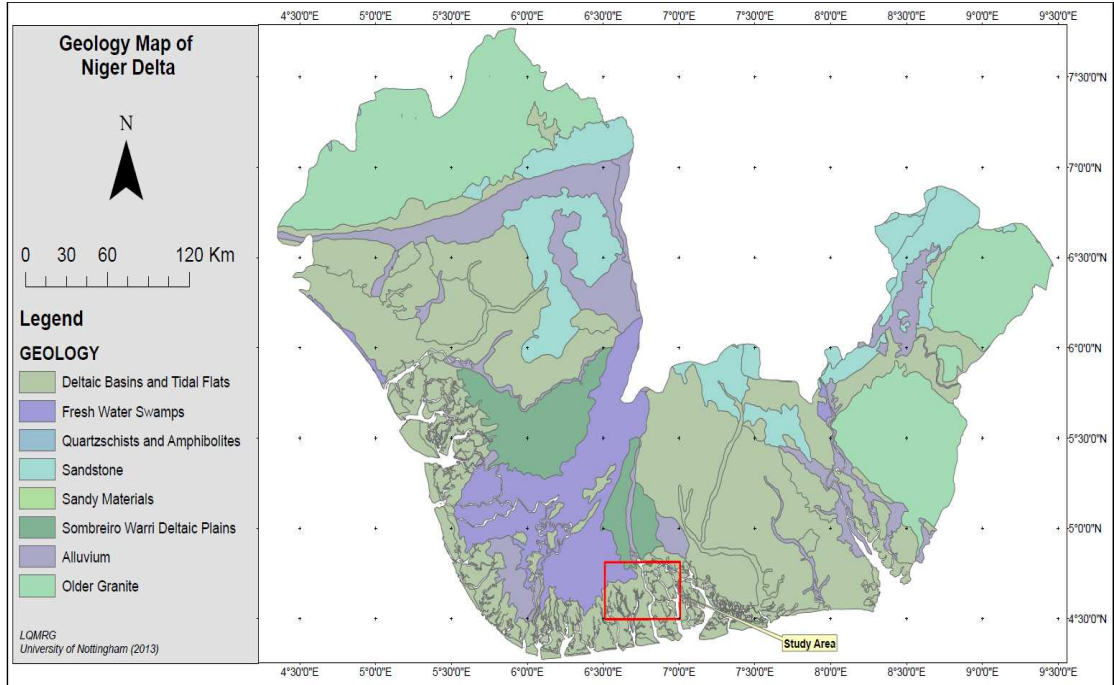 Geology Map of
Niger Delta
N
0 30 60 120 Km
Legend
GEOLOGY
Deltaic Basins and Tidal Flats
Fresh Water Swamps
Quartzschists and Amphibolites
Sandstone
Sandy Materials
Sombreiro Warri Deltaic Plains
Alluvium
Older Granite
LQMRG
University of Nottingham (2013)
4°30'0"E 5°0'0"E 5°30'0"E 6°0'0"E 6°30'0"E 7°0'0"E 7°30'0"E 8°0'0"E 8°30'0"E 9°0'0"E 9°30'0"E
7°30'0"N
7°0'0"N
6°30'0"N
6°0'0"N
5°30'0"N
5°0'0"N
4°30'0"N
Study Area
4°30'0"E 5°0'0"E 5°30'0"E 6°0'0"E 6°30'0"E 7°0'0"E 7°30'0"E 8°0'0"E 8°30'0"E 9°0'0"E 9°30'0"E